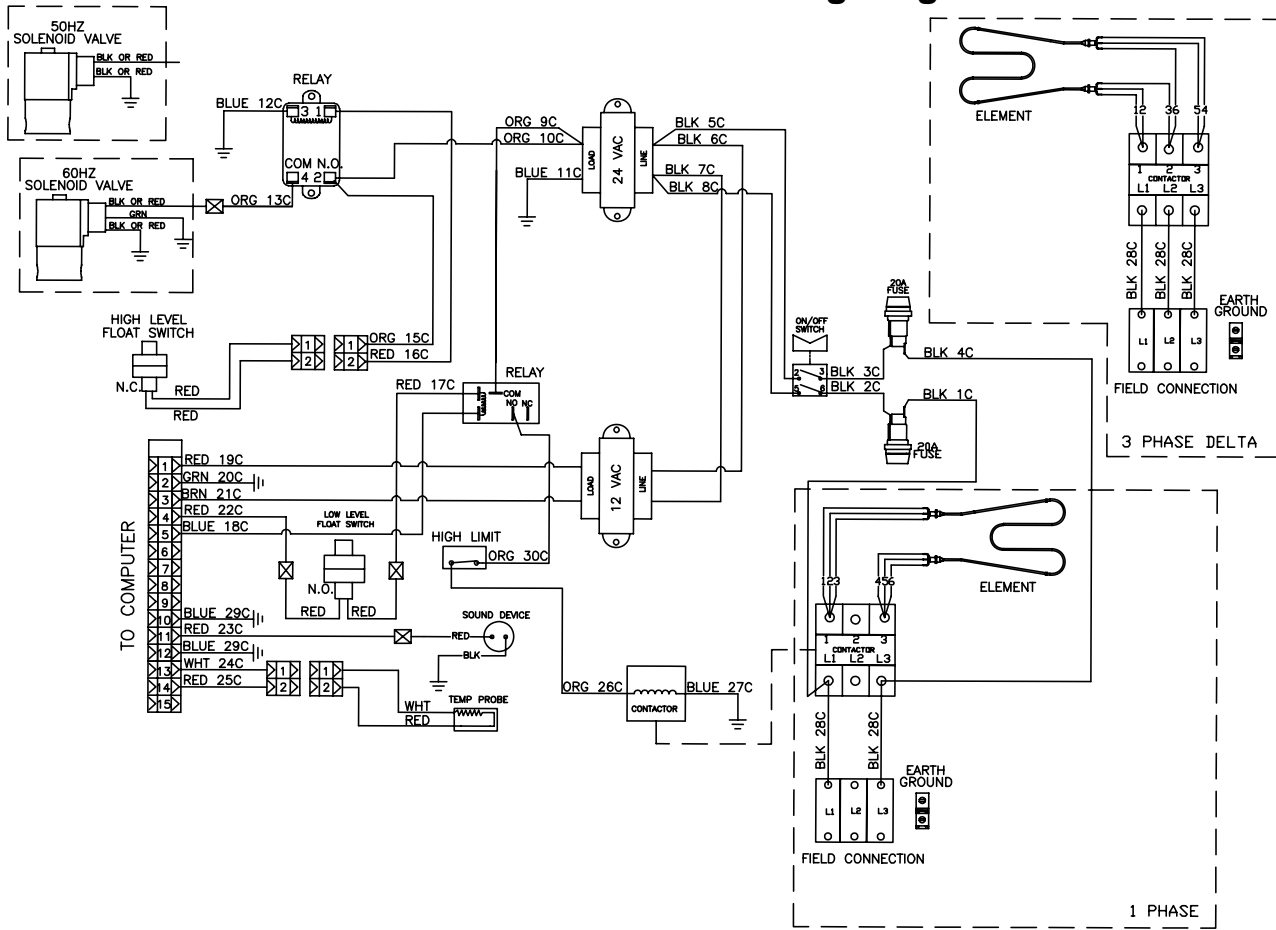 50HZ
SOLENOID VALVE
BLK OR RED
BLK OR RED
60HZ
SOLENOID VALVE
BLK OR RED
GRN
BLK OR RED
RELAY
BLUE 12C
3 1
COM N.O.
4 2
ORG 13C
ORG 9C
ORG 10C
BLUE 11C
LOAD
24 VAC
LINE
BLK 5C
BLK 6C
BLK 7C
BLK 8C
HIGH LEVEL
FLOAT SWITCH
N.C.
RED
RED
1
2
1
2
ORG 15C
RED 16C
RED 17C
RELAY
COM
NO NC
ON/OFF
SWITCH
2 3
5 6
BLK 3C
BLK 2C
20A
FUSE
BLK 4C
BLK 1C
20A
FUSE
ELEMENT
12 36 54
1 2 3
CONTACTOR
L1 L2 L3
BLK 28C
BLK 28C
BLK 28C
EARTH
GROUND
L1 L2 L3
FIELD CONNECTION
3 PHASE DELTA
TO COMPUTER
1
2
3
4
5
6
7
8
9
10
11
12
13
14
15
RED 19C
GRN 20C
BRN 21C
RED 22C
BLUE 18C
BLUE 29C
RED 23C
BLUE 29C
WHT 24C
RED 25C
LOAD
12 VAC
LINE
LOW LEVEL
FLOAT SWITCH
N.O.
RED
RED
HIGH LIMIT
ORG 30C
SOUND DEVICE
RED
BLK
1
2
1
2
WHT
RED
TEMP PROBE
ORG 26C
CONTACTOR
BLUE 27C
ELEMENT
123 456
1 2 3
CONTACTOR
L1 L2 L3
BLK 28C
BLK 28C
EARTH
GROUND
L1 L2 L3
FIELD CONNECTION
1 PHASE